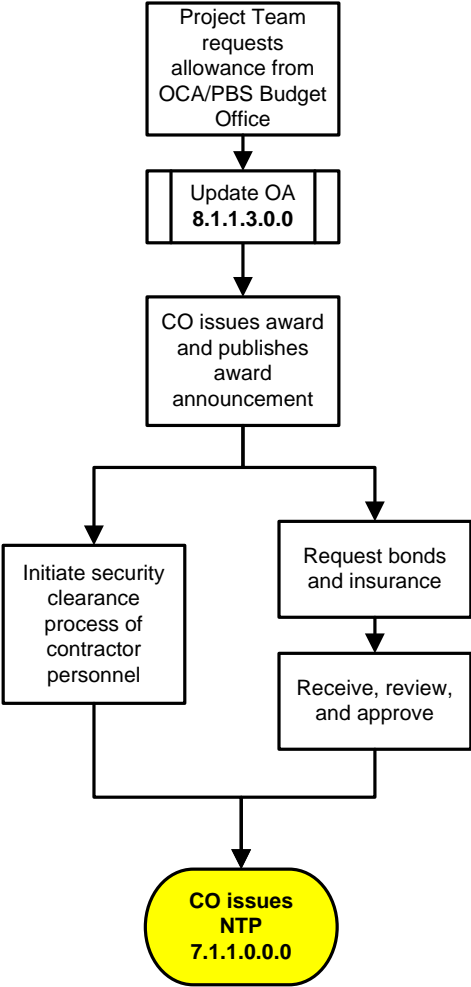 Project Team
requests
allowance from
OCA/PBS Budget
Office
Update OA
8.1.1.3.0.0
CO issues award
and publishes
award
announcement
Initiate security
clearance
process of
contractor
personnel
Request bonds
and insurance
Receive, review,
and approve
CO issues
NTP
7.1.1.0.0.0